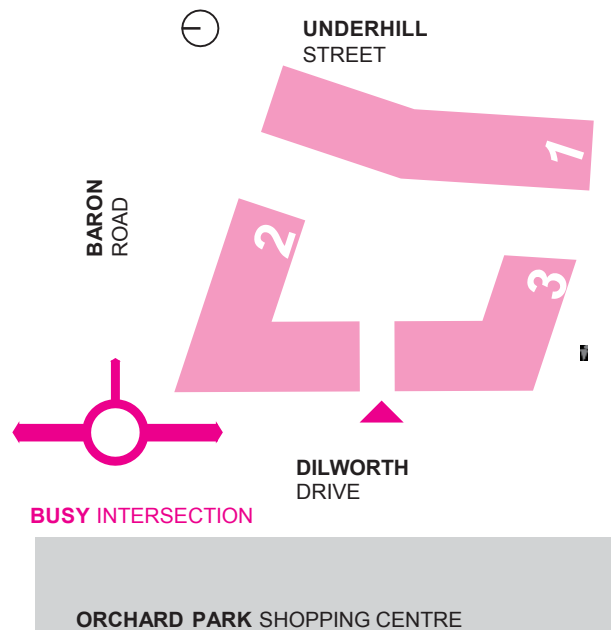 UNDERHILL
STREET
1
BARON
ROAD
2
3
DILWORTH
DRIVE
BUSY INTERSECTION
ORCHARD PARK SHOPPING CENTRE